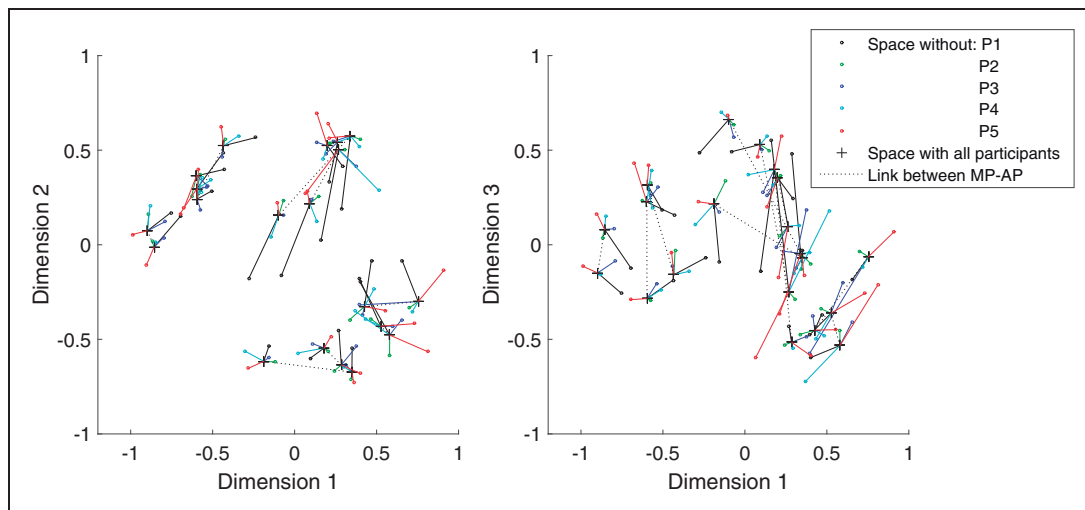 1
0.5
0
-0.5
-1
Dimension 2
-1 -0.5 0 0.5 1
Dimension 1
1
0.5
0
-0.5
-1
Dimension 3
-1 -0.5 0 0.5 1
Dimension 1
Space without: P1
P2
P3
P4
P5
Space with all participants
Link between MP-AP